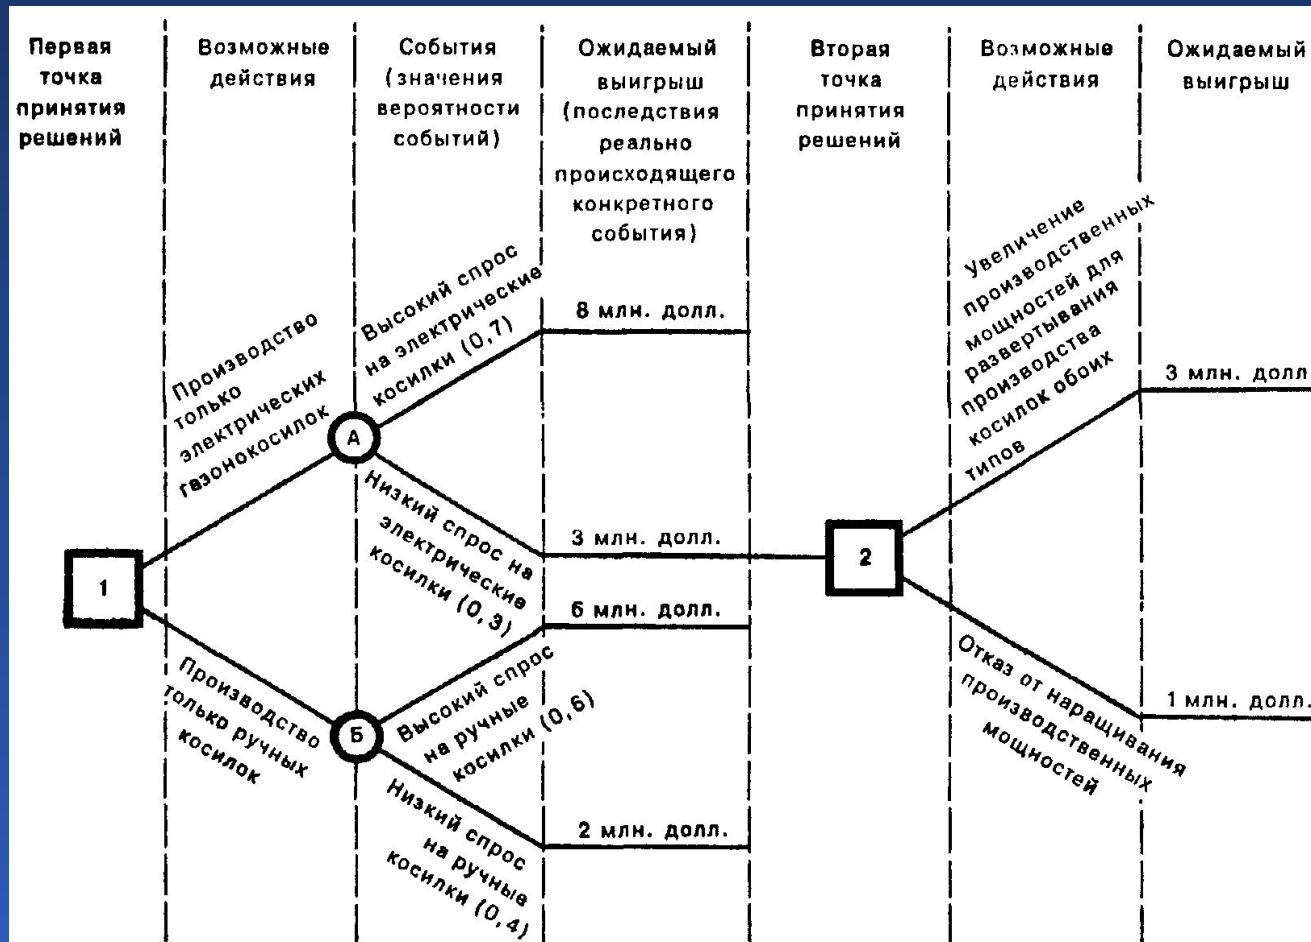 Первая
точка
принятия
решений
Возможные
действия
События
(значения
вероятности
событий)
Ожидаемый
выигрыш
(последствия
реально
происходящего
конкретного
события)
Вторая
точка
принятия
решений
Возможные
действия
Ожидаемый
выигрыш
1
Производство
только
электрических
газонокосилок
Производство
только ручных
косилок
А
Высокий спрос
на электрические
косилки (0,7)
Низкий спрос на
электрические
косилки (0,3)
Б
Высокий спрос
на ручные
косилки (0,6)
Низкий спрос
на ручные
косилки (0,4)
8 млн. долл.
3 млн. долл.
6 млн. долл.
2 млн. долл.
2
Увеличение
производственных
мощностей для
развертывания
производства
косилок обоих
типов
Отказ от наращивания
производственных
мощностей
3 млн. долл
1 млн. долл.